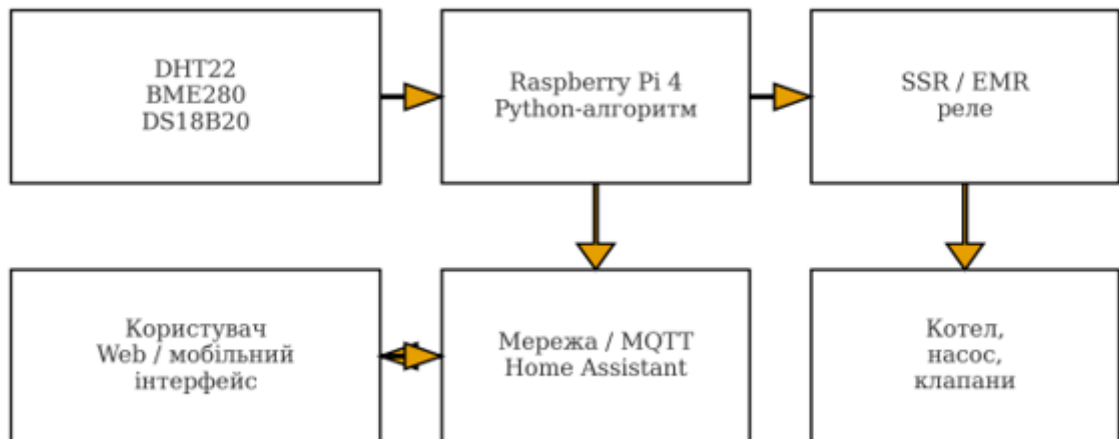 DHT22
BME280
DS18B20
Raspberry Pi 4
Python-алгоритм
SSR / EMR
реле
Користувач
Web / мобільний
інтерфейс
Мережа / MQTT
Home Assistant
Котел,
насос,
клапани